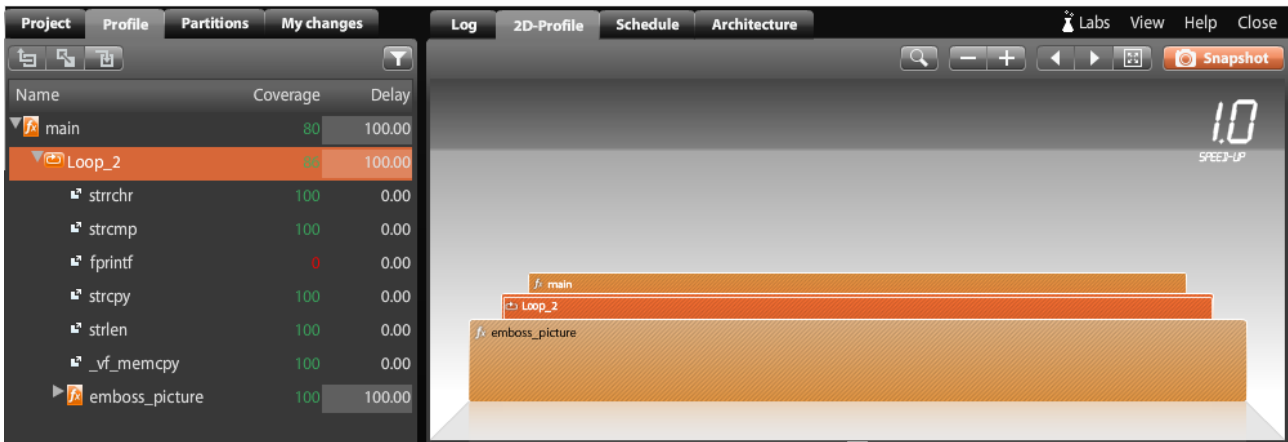 Project Profile Partitions My changes Log 2D-Profile Schedule Architecture Labs View Help Close
Snapshot
Name Coverage Delay
main 80 100.00
Loop_2 86 100.00
strrchr 100 0.00
strcmp 100 0.00
fprintf 0 0.00
strcpy 100 0.00
strlen 100 0.00
_vf_memcpy 100 0.00
emboss_picture 100 100.00
1.0
SPEED-UP
fx main
Loop_2
fx emboss_picture